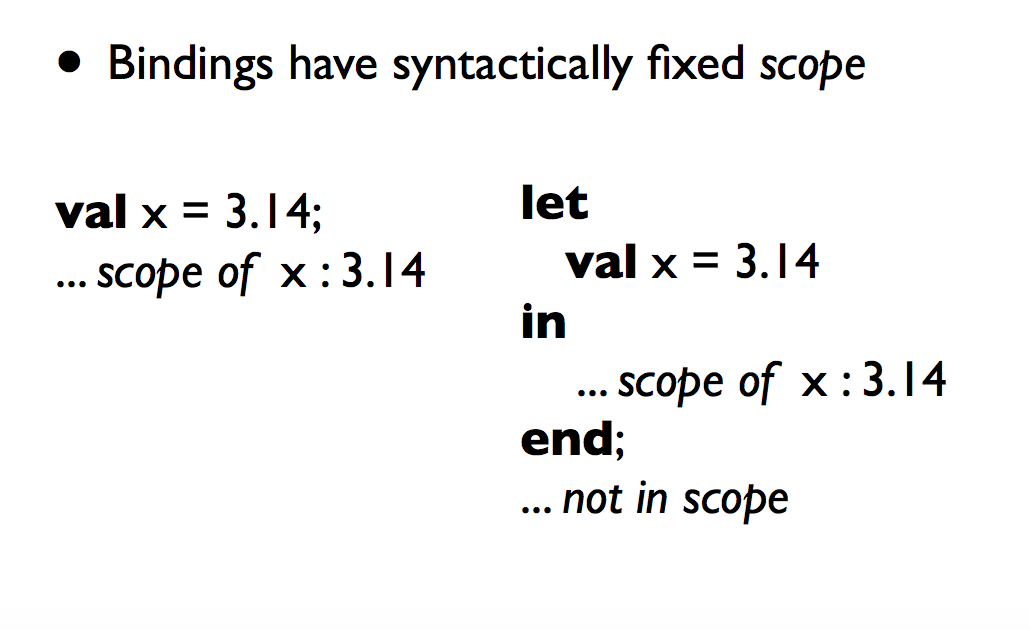 • Bindings have syntactically fixed scope
val x = 3.14;
... scope of x : 3.14
let
val x = 3.14
in
... scope of x : 3.14
end;
... not in scope